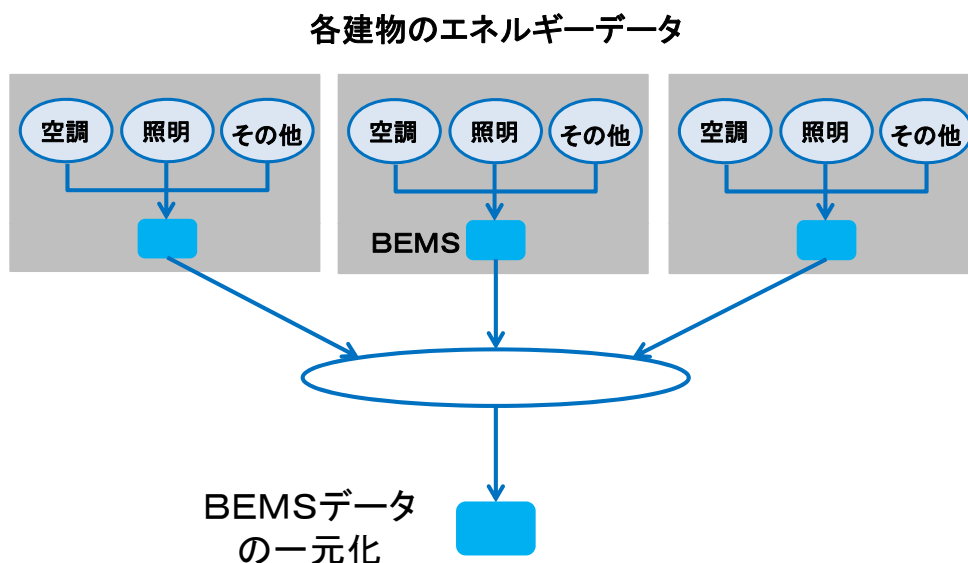 各建物のエネルギーデータ
空調 照明 その他 空調 照明 その他 空調 照明 その他
BEMS
BEMSデータ
の一元化